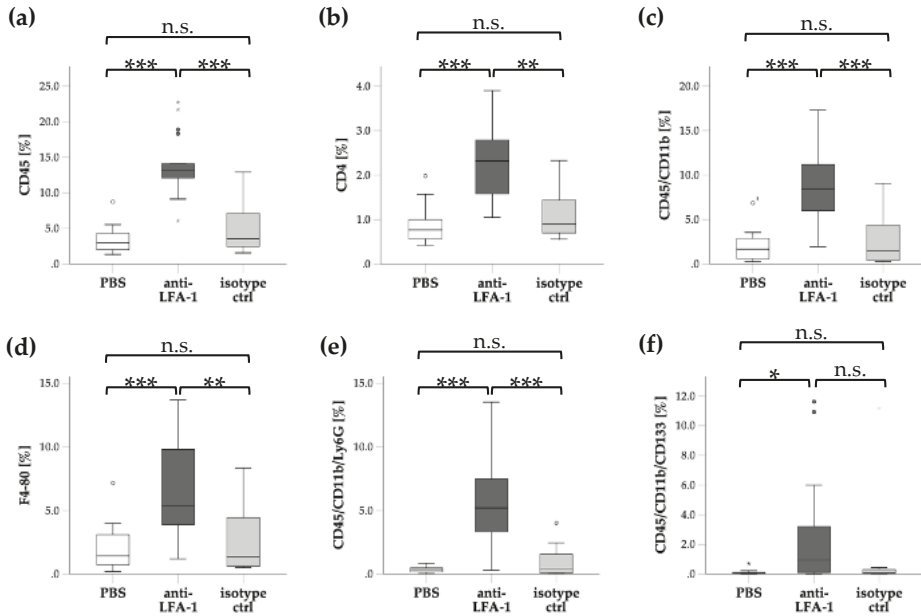 (a)
n.s.
***
***
CD45 [%]
25.0
20.0
15.0
10.0
5.0
.0
PBS
anti-
LFA-1
isotype
ctrl
(b)
n.s.
***
**
CD4 [%]
4.0
3.0
2.0
1.0
.0
PBS
anti-
LFA-1
isotype
ctrl
(c)
n.s.
***
***
CD45/CD11b [%]
20.0
15.0
10.0
5.0
.0
PBS
anti-
LFA-1
isotype
ctrl
(d)
n.s.
***
**
F4-80 [%]
15.0
10.0
5.0
.0
PBS
anti-
LFA-1
isotype
ctrl
(e)
n.s.
***
***
CD45/CD11b/Ly6G [%]
15.0
10.0
5.0
.0
PBS
anti-
LFA-1
isotype
ctrl
(f)
n.s.
*
n.s.
CD45/CD11b/CD133 [%]
12.0
10.0
8.0
6.0
4.0
2.0
.0
PBS
anti-
LFA-1
isotype
ctrl